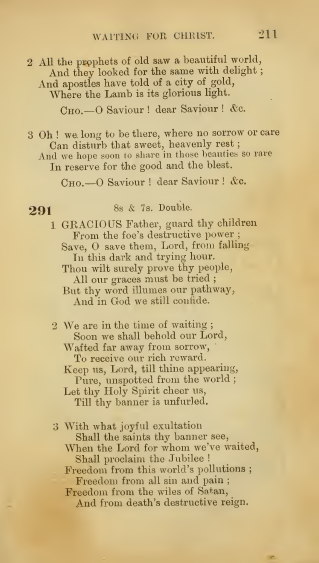 WAITING FOR CHRIST. 211
2 All the prophets of old saw a beautiful world,
And they looked for the same with delight ;
And apostles have told of a city of gold,
Where the Lamb is its glorious light.
CHO.—O Saviour ! dear Saviour ! &c.
3 Oh ! we long to be there, where no sorrow or care
Can disturb that sweet, heavenly rest ;
And we hope soon to share in those beauties so rare
In reserve for the good and the blest.
CHO.—O Saviour ! dear Saviour ! &c.
291 8s & 7s. Double.
1 GRACIOUS Father, guard thy children
From the foe's destructive power ;
Save, O save them, Lord, from falling
In this dark and trying hour.
Thou wilt surely prove thy people,
All our graces must be tried ;
But thy word illumes our pathway,
And in God we still confide.
2 We are in the time of waiting ;
Soon we shall behold our Lord,
Wafted far away from sorrow,
To receive our rich reward.
Keep us, Lord, till thine appearing,
Pure, unspotted from the world ;
Let thy Holy Spirit cheer us,
Till thy banner is unfurled.
3 With what joyful exultation
Shall the saints thy banner see,
When the Lord for whom we've waited,
Shall proclaim the Jubilee !
Freedom from this world's pollutions ;
Freedom from all sin and pain ;
Freedom from the wiles of Satan,
And from death's destructive reign.